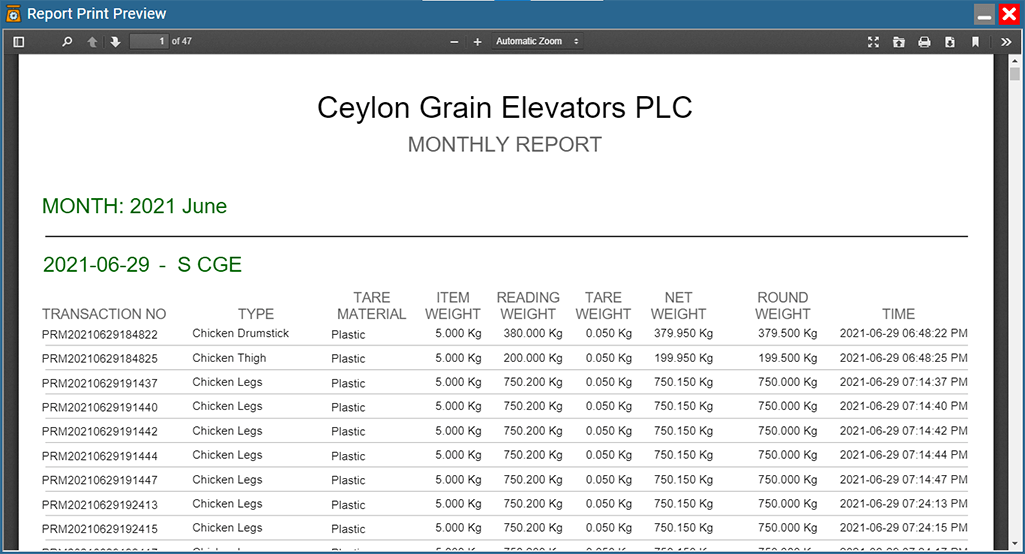 Report Print Preview
1 of 47
Automatic Zoom
Ceylon Grain Elevators PLC
MONTHLY REPORT
MONTH: 2021 June
2021-06-29 - S CGE
TRANSACTION NO TYPE TARE MATERIAL ITEM WEIGHT READING WEIGHT TARE WEIGHT NET WEIGHT ROUND WEIGHT TIME
PRM20210629184822 Chicken Drumstick Plastic 5.000 Kg 380.000 Kg 0.050 Kg 379.950 Kg 379.500 Kg 2021-06-29 06:48:22 PM
PRM20210629184825 Chicken Thigh Plastic 5.000 Kg 200.000 Kg 0.050 Kg 199.950 Kg 199.500 Kg 2021-06-29 06:48:25 PM
PRM20210629191437 Chicken Legs Plastic 5.000 Kg 750.200 Kg 0.050 Kg 750.150 Kg 750.000 Kg 2021-06-29 07:14:37 PM
PRM20210629191440 Chicken Legs Plastic 5.000 Kg 750.200 Kg 0.050 Kg 750.150 Kg 750.000 Kg 2021-06-29 07:14:40 PM
PRM20210629191442 Chicken Legs Plastic 5.000 Kg 750.200 Kg 0.050 Kg 750.150 Kg 750.000 Kg 2021-06-29 07:14:42 PM
PRM20210629191444 Chicken Legs Plastic 5.000 Kg 750.200 Kg 0.050 Kg 750.150 Kg 750.000 Kg 2021-06-29 07:14:44 PM
PRM20210629191447 Chicken Legs Plastic 5.000 Kg 750.200 Kg 0.050 Kg 750.150 Kg 750.000 Kg 2021-06-29 07:14:47 PM
PRM20210629192413 Chicken Legs Plastic 5.000 Kg 750.200 Kg 0.050 Kg 750.150 Kg 750.000 Kg 2021-06-29 07:24:13 PM
PRM20210629192415 Chicken Legs Plastic 5.000 Kg 750.200 Kg 0.050 Kg 750.150 Kg 750.000 Kg 2021-06-29 07:24:15 PM